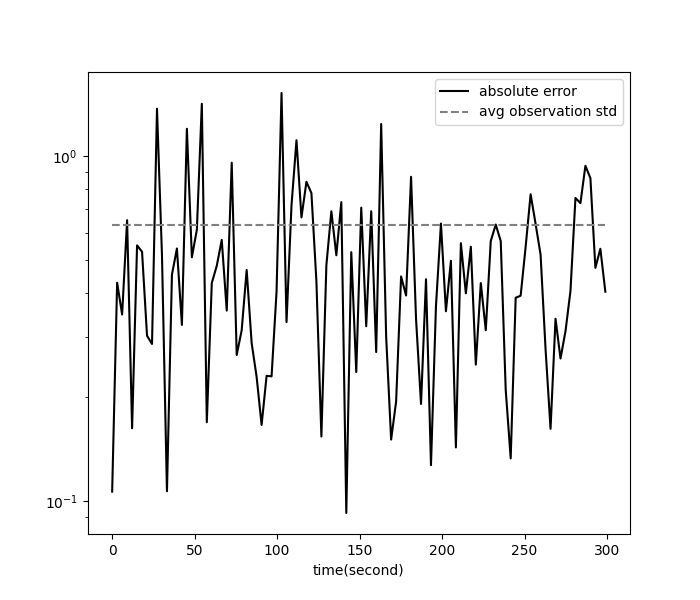 absolute error
avg observation std
10⁰
10⁻¹
0 50 100 150 200 250 300
time(second)